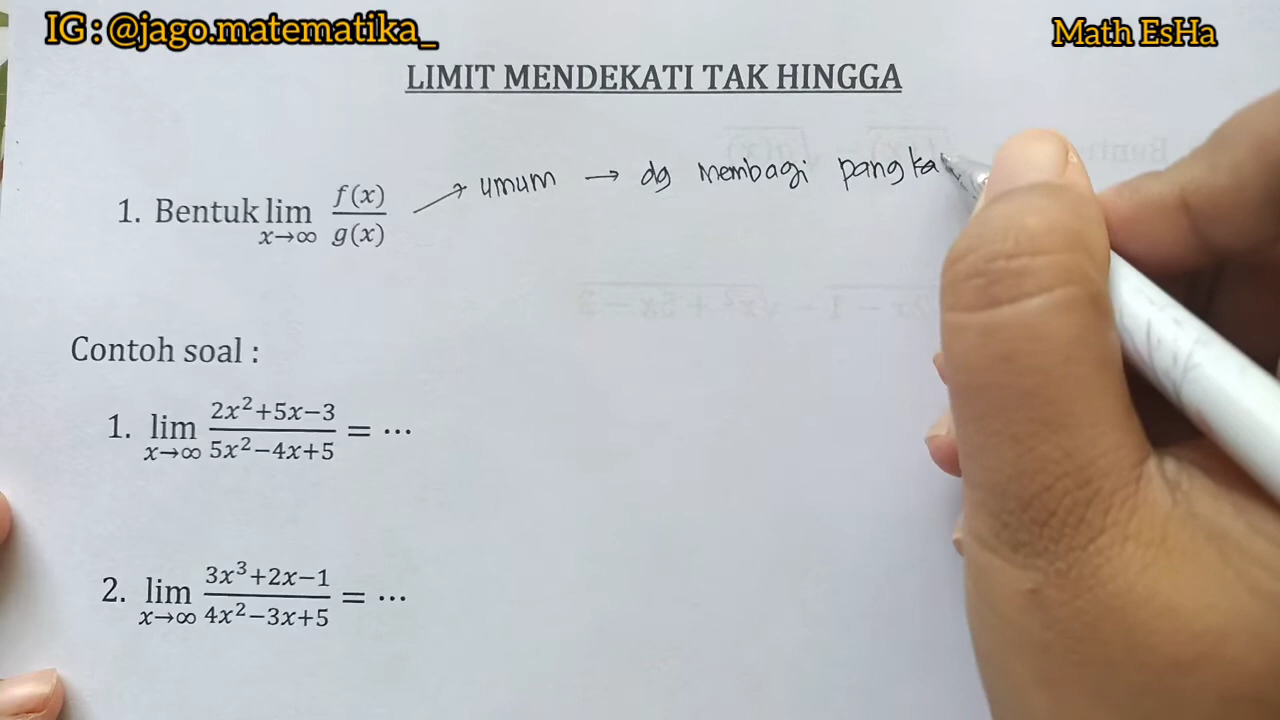 IG : @jago.matematika_
Math EsHa
LIMIT MENDEKATI TAK HINGGA
1. Bentuk lim x→∞ f(x)/g(x) → umum → dg membagi pangka
Contoh soal :
1. lim x→∞ 2x²+5x−3/5x²−4x+5 = ⋯
2. lim x→∞ 3x³+2x−1/4x²−3x+5 = ⋯